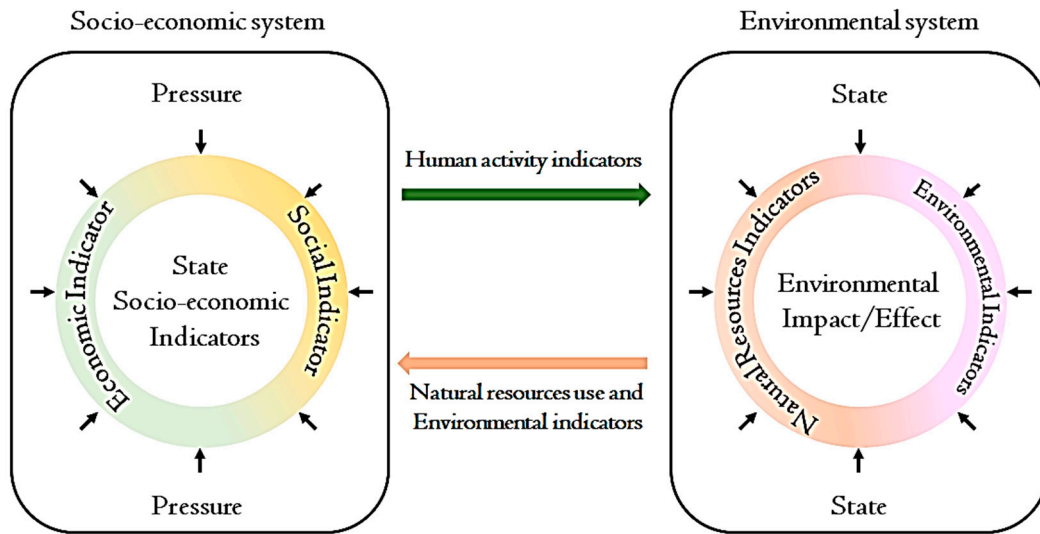 Socio-economic system
Environmental system
Pressure
State
Human activity indicators
Economic Indicator
Social Indicator
State
Socio-economic
Indicators
Natural Resources Indicators
Environmental Indicators
Environmental
Impact/Effect
Natural resources use and
Environmental indicators
Pressure
State